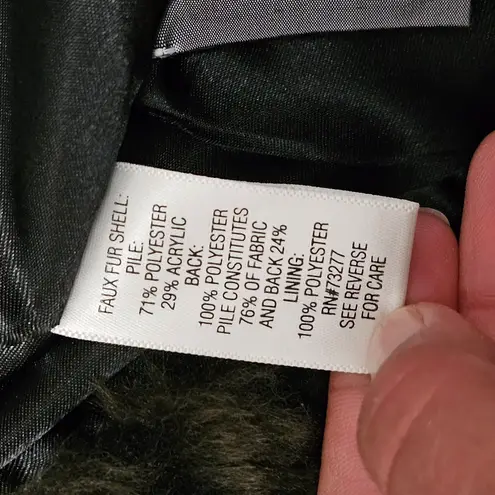 FAUX FUR SHELL:
PILE:
71% POLYESTER
29% ACRYLIC
BACK:
100% POLYESTER
PILE CONSTITUTES
76% OF FABRIC
AND BACK 24%
LINING:
100% POLYESTER
RN#73277
SEE REVERSE
FOR CARE